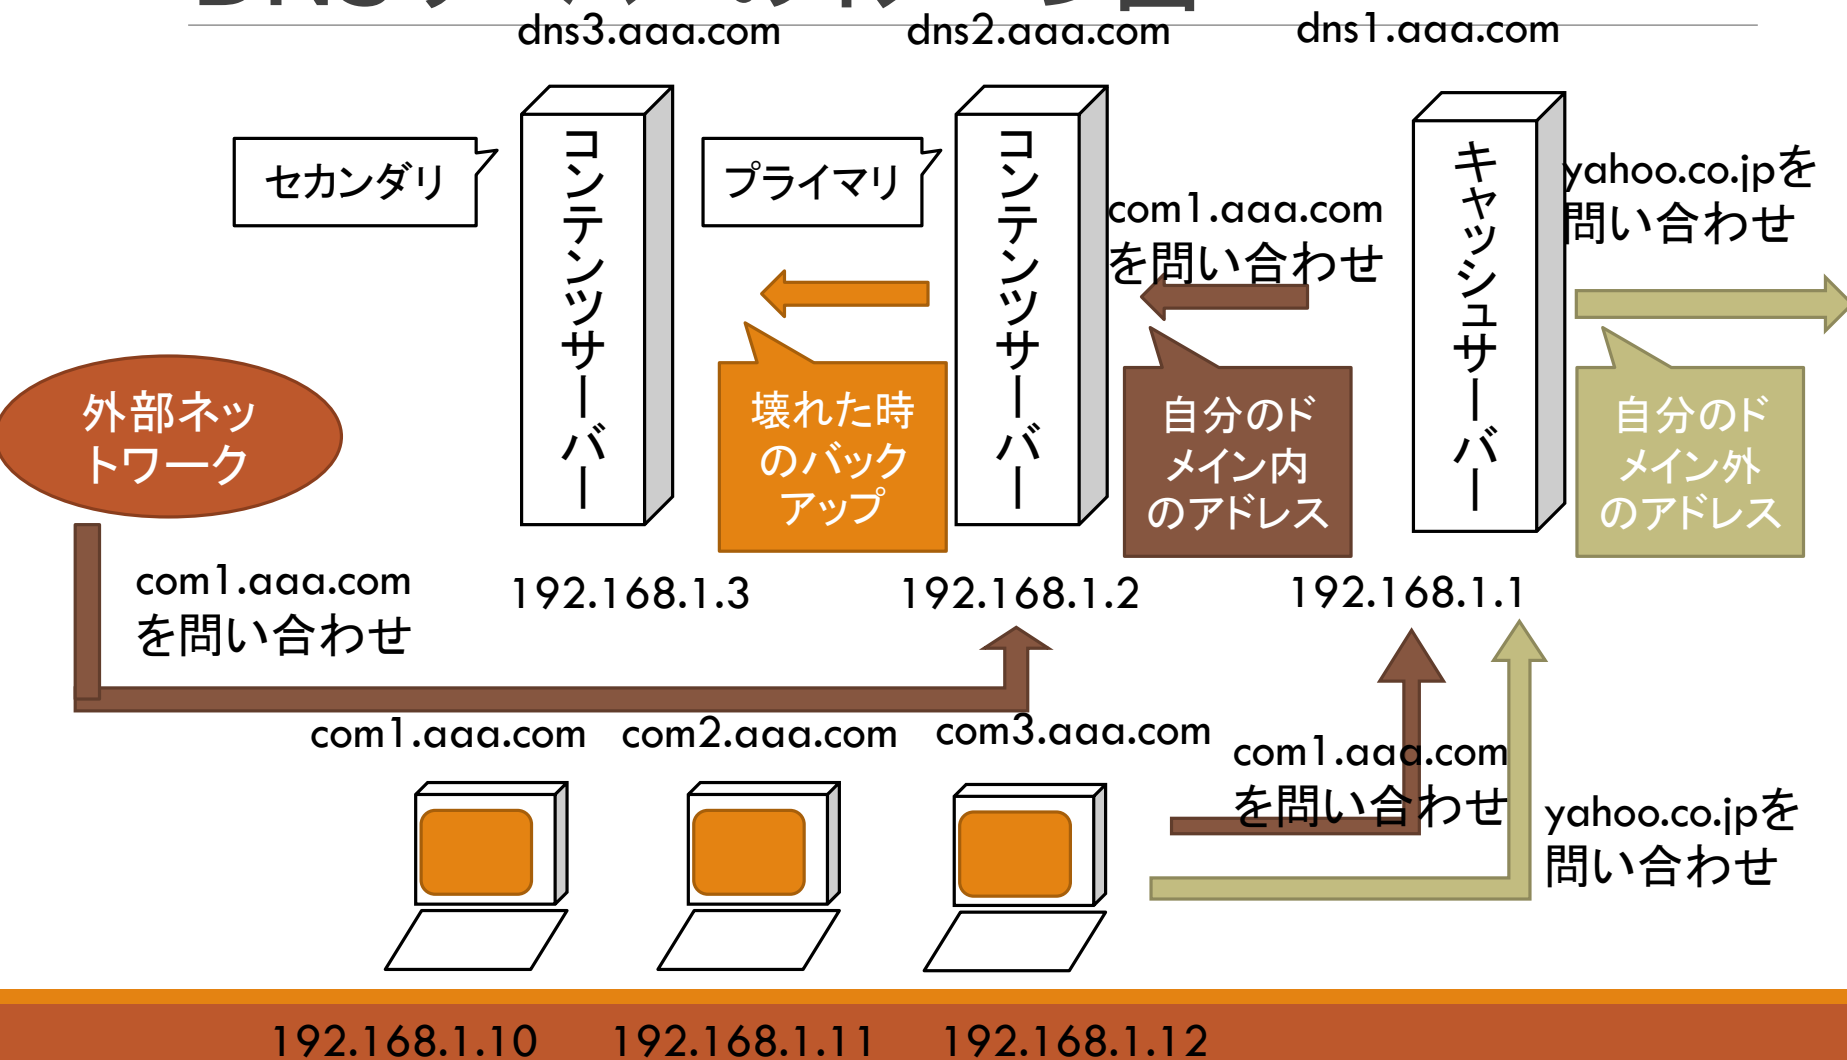 dns3.aaa.com
dns2.aaa.com
dns1.aaa.com
セカンダリ
コンテンツサーバー
プライマリ
コンテンツサーバー
com1.aaa.com
を問い合わせ
キャッシュサーバー
yahoo.co.jpを
問い合わせ
外部ネッ
トワーク
壊れた時
のバック
アップ
自分のド
メイン内
のアドレス
自分のド
メイン外
のアドレス
com1.aaa.com
を問い合わせ
192.168.1.3
192.168.1.2
192.168.1.1
com1.aaa.com
com2.aaa.com
com3.aaa.com
com1.aaa.com
を問い合わせ
yahoo.co.jpを
問い合わせ
192.168.1.10
192.168.1.11
192.168.1.12